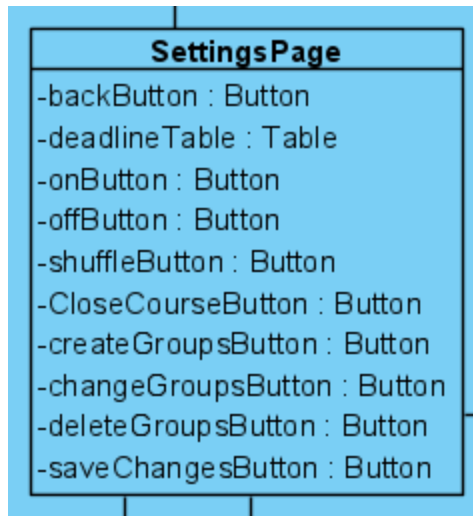 SettingsPage
-backButton : Button
-deadlineTable : Table
-onButton : Button
-offButton : Button
-shuffleButton : Button
-CloseCourseButton : Button
-createGroupsButton : Button
-changeGroupsButton : Button
-deleteGroupsButton : Button
-saveChangesButton : Button